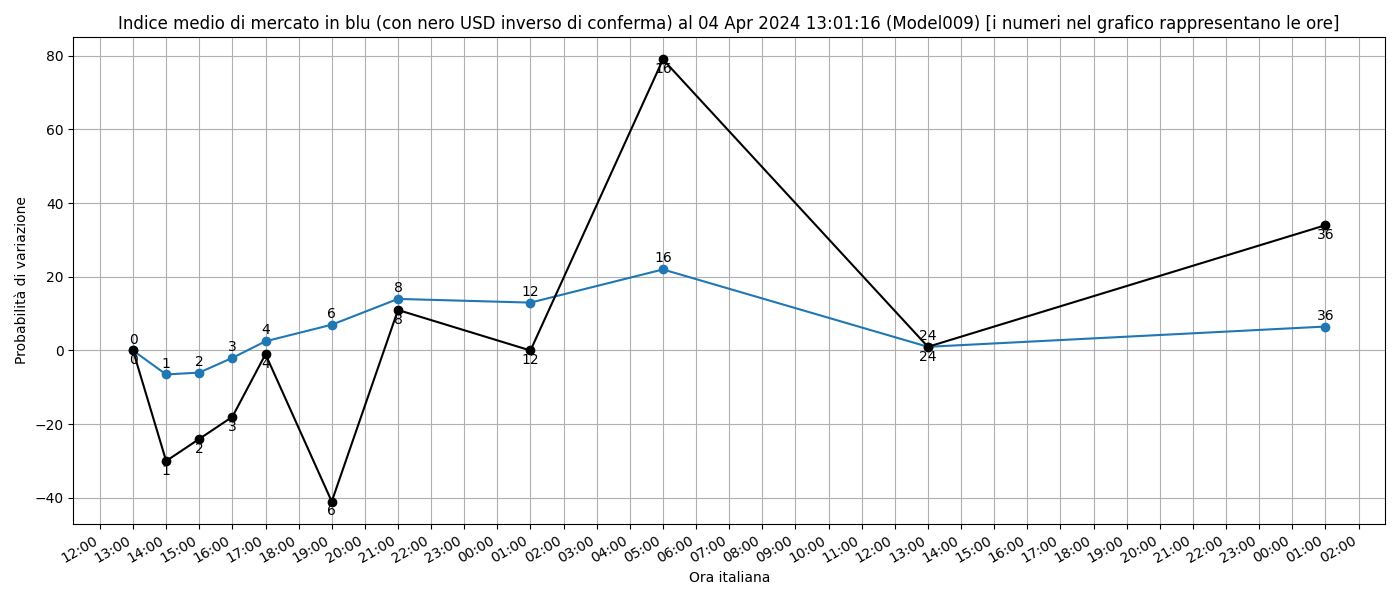 Indice medio di mercato in blu (con nero USD inverso di conferma) al 04 Apr 2024 13:01:16 (Model009) [i numeri nel grafico rappresentano le ore]
Probabilità di variazione
80
60
40
20
0
−20
−40
0 1 2 3 4 6 8 12 16 24 36
0 1 2 3 4 6 8 12 16 24 36
12:00 13:00 14:00 15:00 16:00 17:00 18:00 19:00 20:00 21:00 22:00 23:00 00:00 01:00 02:00 03:00 04:00 05:00 06:00 07:00 08:00 09:00 10:00 11:00 12:00 13:00 14:00 15:00 16:00 17:00 18:00 19:00 20:00 21:00 22:00 23:00 00:00 01:00 02:00
Ora italiana